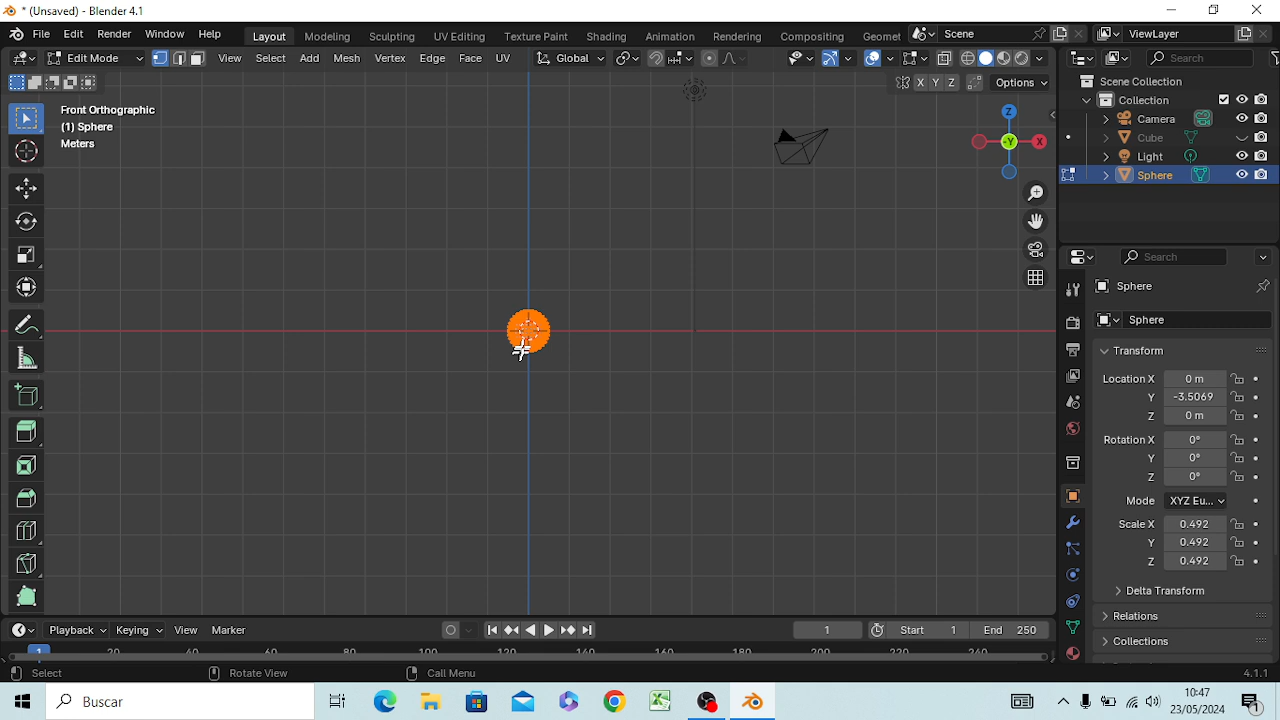 * (Unsaved) - Blender 4.1
File Edit Render Window Help Layout Modeling Sculpting UV Editing Texture Paint Shading Animation Rendering Compositing Geomet Scene ViewLayer
Edit Mode View Select Add Mesh Vertex Edge Face UV Global Search
X Y Z Options
Scene Collection
Collection
Camera
Cube
Light
Sphere
Front Orthographic
(1) Sphere
Meters
Z
-Y X
Search
Sphere
Sphere
Transform
Location X 0 m
Y -3.5069
Z 0 m
Rotation X 0°
Y 0°
Z 0°
Mode XYZ Eu...
Scale X 0.492
Y 0.492
Z 0.492
Delta Transform
Relations
Collections
Playback Keying View Marker 1 Start 1 End 250
1 20 40 60 80 100 120 140 160 180 200 220 240
Select Rotate View Call Menu 4.1.1
Buscar
0:47
23/05/2024
1